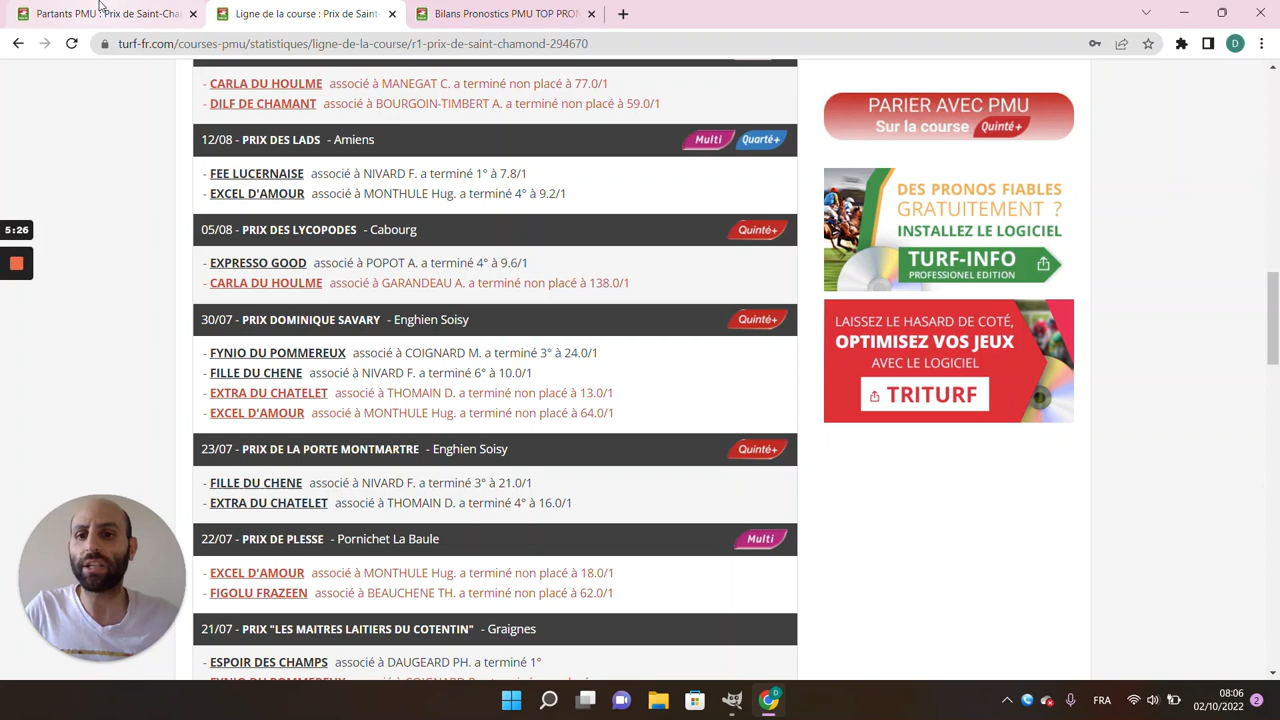 Partants PMU : Prix de Saint-Cha
Ligne de la course : Prix de Saint-
Bilans Pronostics PMU TOP PRON
turf-fr.com/courses-pmu/statistiques/ligne-de-la-course/r1-prix-de-saint-chamond-294670
D
- CARLA DU HOULME associé à MANEGAT C. a terminé non placé à 77.0/1
- DILF DE CHAMANT associé à BOURGOIN-TIMBERT A. a terminé non placé à 59.0/1
12/08 - PRIX DES LADS - Amiens Multi Quarté+
- FEE LUCERNAISE associé à NIVARD F. a terminé 1° à 7.8/1
- EXCEL D'AMOUR associé à MONTHULE Hug. a terminé 4° à 9.2/1
05/08 - PRIX DES LYCOPODES - Cabourg Quinté+
- EXPRESSO GOOD associé à POPOT A. a terminé 4° à 9.6/1
- CARLA DU HOULME associé à GARANDEAU A. a terminé non placé à 138.0/1
30/07 - PRIX DOMINIQUE SAVARY - Enghien Soisy Quinté+
- FYNIO DU POMMEREUX associé à COIGNARD M. a terminé 3° à 24.0/1
- FILLE DU CHENE associé à NIVARD F. a terminé 6° à 10.0/1
- EXTRA DU CHATELET associé à THOMAIN D. a terminé non placé à 13.0/1
- EXCEL D'AMOUR associé à MONTHULE Hug. a terminé non placé à 64.0/1
23/07 - PRIX DE LA PORTE MONTMARTRE - Enghien Soisy Quinté+
- FILLE DU CHENE associé à NIVARD F. a terminé 3° à 21.0/1
- EXTRA DU CHATELET associé à THOMAIN D. a terminé 4° à 16.0/1
22/07 - PRIX DE PLESSE - Pornichet La Baule Multi
- EXCEL D'AMOUR associé à MONTHULE Hug. a terminé non placé à 18.0/1
- FIGOLU FRAZEEN associé à BEAUCHENE TH. a terminé non placé à 62.0/1
21/07 - PRIX "LES MAITRES LAITIERS DU COTENTIN" - Graignes
- ESPOIR DES CHAMPS associé à DAUGEARD PH. a terminé 1°
PARIER AVEC PMU
Sur la course Quinté+
DES PRONOS FIABLES
GRATUITEMENT ?
INSTALLEZ LE LOGICIEL
TURF-INFO
PROFESSIONEL EDITION
LAISSEZ LE HASARD DE COTÉ,
OPTIMISEZ VOS JEUX
AVEC LE LOGICIEL
TRITURF
5:26
FRA
08:06
02/10/2022
2